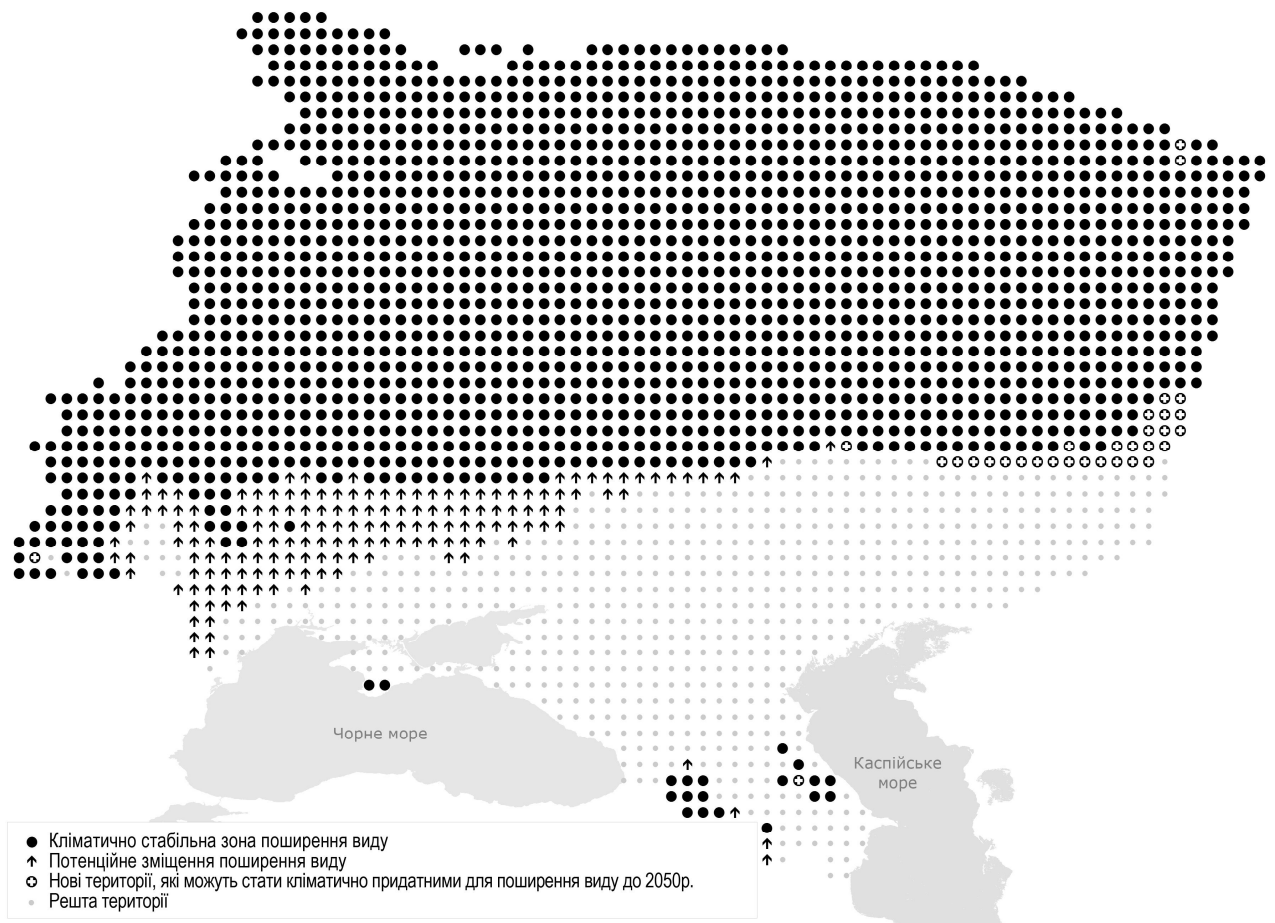 Чорне море
Каспійське
море
Кліматично стабільна зона поширення виду
Потенційне зміщення поширення виду
Нові території, які можуть стати кліматично придатними для поширення виду до 2050р.
Решта території